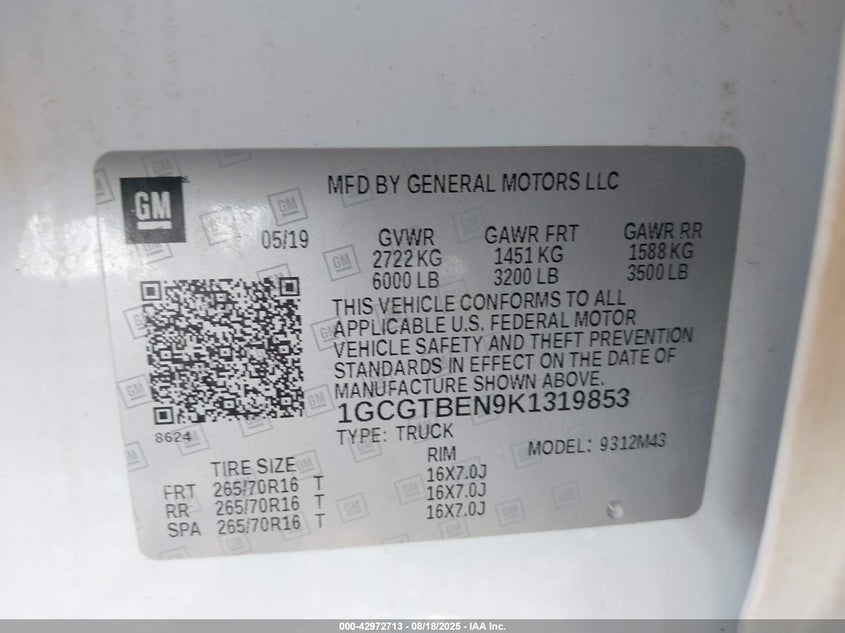 GM
MFD BY GENERAL MOTORS LLC
05/19
GVWR GAWR FRT GAWR RR
2722 KG 1451 KG 1588 KG
6000 LB 3200 LB 3500 LB
THIS VEHICLE CONFORMS TO ALL
APPLICABLE U.S. FEDERAL MOTOR
VEHICLE SAFETY AND THEFT PREVENTION
STANDARDS IN EFFECT ON THE DATE OF
MANUFACTURE SHOWN ABOVE.
1GCGTBEN9K1319853
8624
TYPE: TRUCK MODEL: 9312M43
TIRE SIZE RIM
FRT 265/70R16 T 16X7.0J
RR 265/70R16 T 16X7.0J
SPA 265/70R16 T 16X7.0J
000-42972713 - 08/18/2025 - IAA Inc.